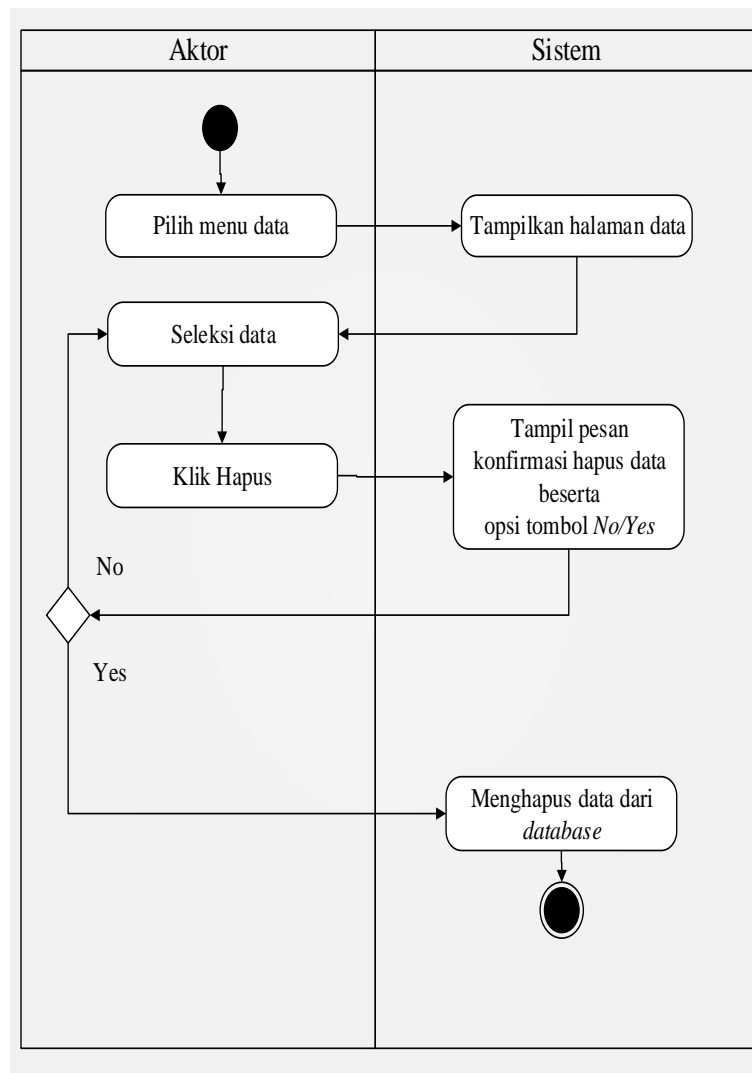 Aktor
Sistem
Pilih menu data
Tampilkan halaman data
Seleksi data
Klik Hapus
Tampil pesan
konfirmasi hapus data
beserta
opsi tombol No/Yes
No
Yes
Menghapus data dari
database